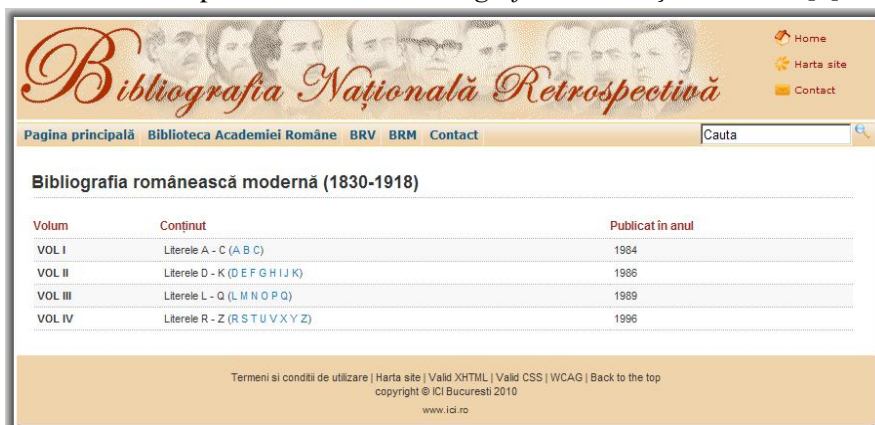 Bibliografia Națională Retrospectivă
Home
Harta site
Contact
Pagina principală Biblioteca Academiei Române BRV BRM Contact
Cauta
Bibliografia românească modernă (1830-1918)
Volum Conținut Publicat în anul
VOL I Literele A - C (A B C) 1984
VOL II Literele D - K (D E F G H I J K) 1986
VOL III Literele L - Q (L M N O P Q) 1989
VOL IV Literele R - Z (R S T U V X Y Z) 1996
Termeni si conditii de utilizare | Harta site | Valid XHTML | Valid CSS | WCAG | Back to the top
copyright © ICI Bucuresti 2010
www.ici.ro